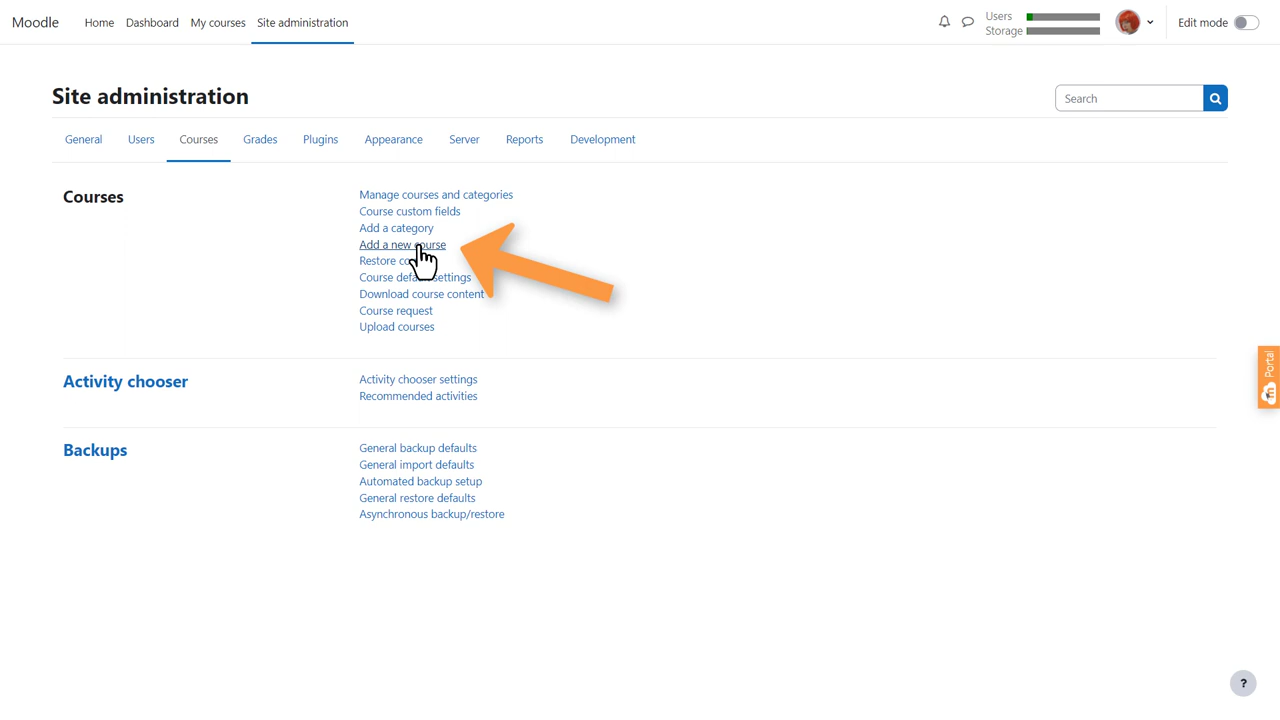 Moodle
Home Dashboard My courses Site administration
Users
Storage
Edit mode
Site administration
Search
General Users Courses Grades Plugins Appearance Server Reports Development
Courses
Manage courses and categories
Course custom fields
Add a category
Add a new course
Restore
Course settings
Download course content
Course request
Upload courses
Activity chooser
Activity chooser settings
Recommended activities
Backups
General backup defaults
General import defaults
Automated backup setup
General restore defaults
Asynchronous backup/restore
Portal
?